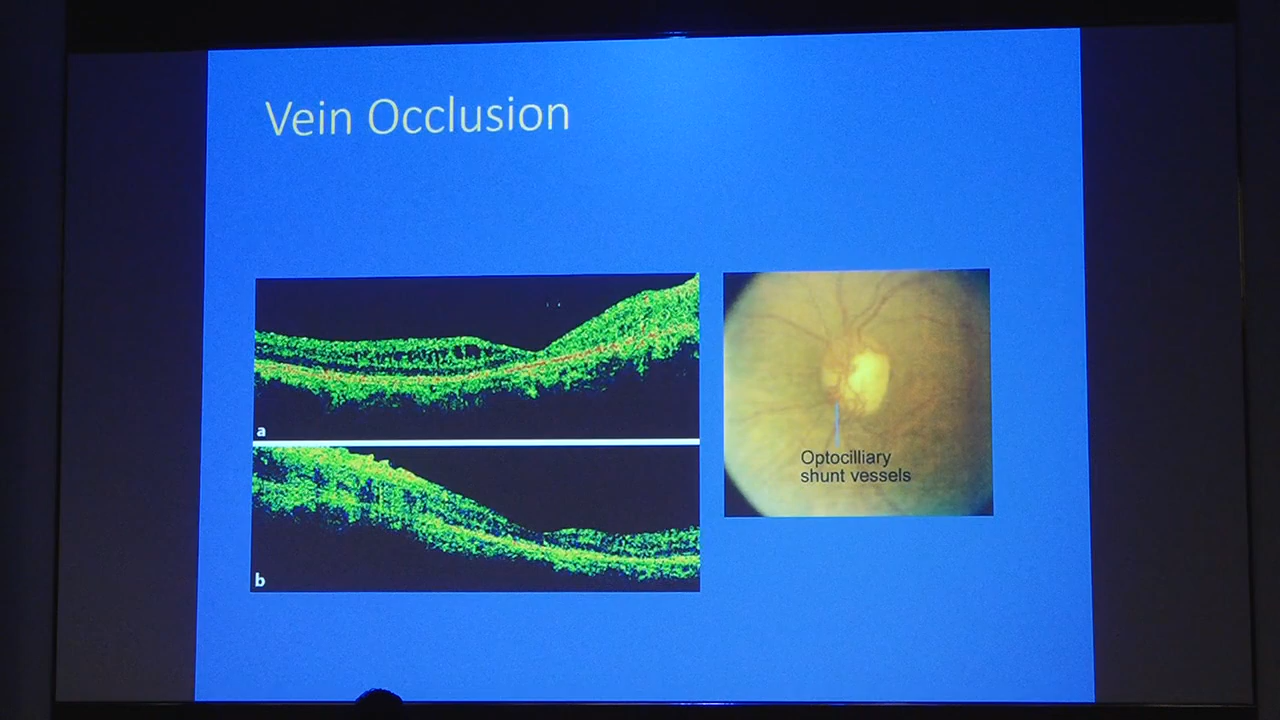 Vein Occlusion
a
b
Optocilliary
shunt vessels